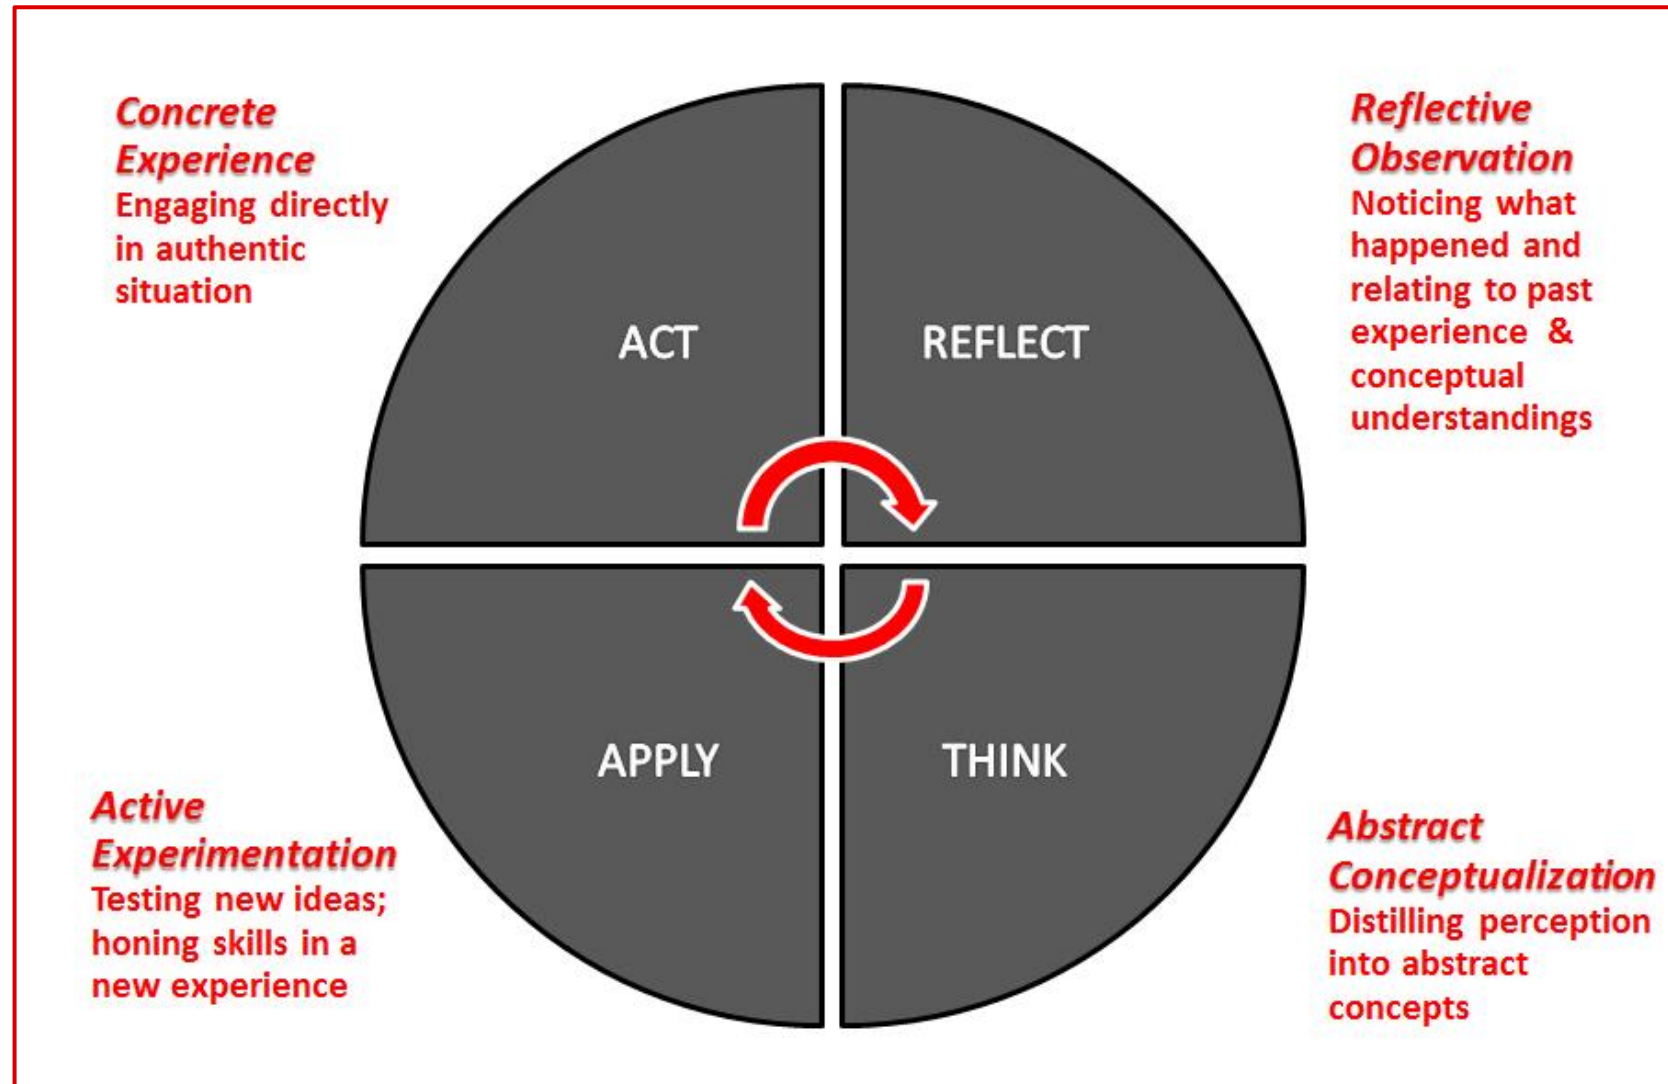 Concrete
Experience
Engaging directly
in authentic
situation
ACT
REFLECT
Reflective
Observation
Noticing what
happened and
relating to past
experience &
conceptual
understandings
Active
Experimentation
Testing new ideas;
honing skills in a
new experience
APPLY
THINK
Abstract
Conceptualization
Distilling perception
into abstract
concepts